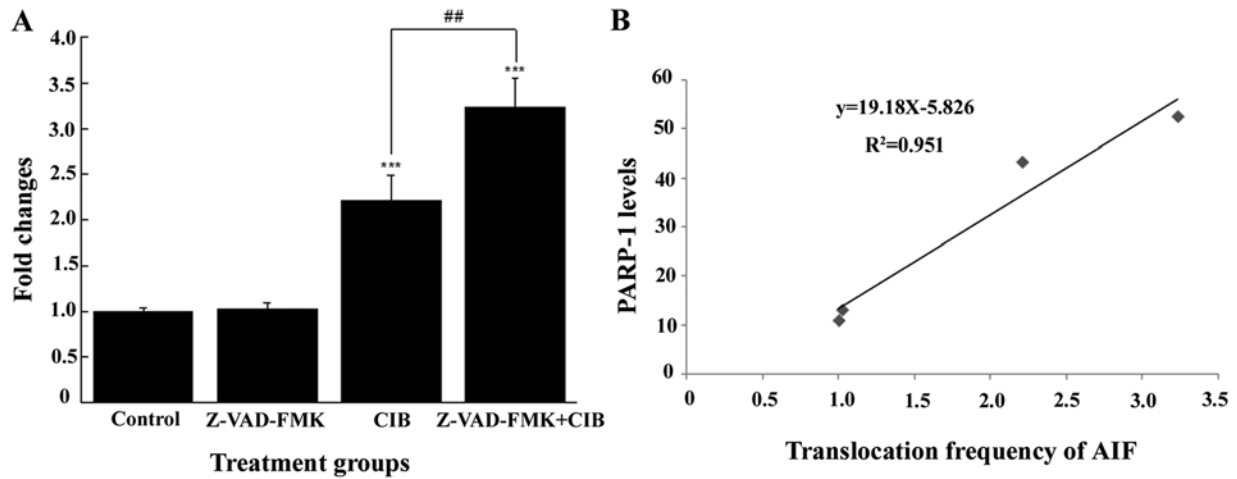 A
##
4.0
3.5
3.0
2.5
2.0
1.5
1.0
0.5
0
***
***
Fold changes
Control Z-VAD-FMK CIB Z-VAD-FMK+CIB
Treatment groups
B
60
50
40
30
20
10
0
y=19.18X-5.826
R²=0.951
PARP-1 levels
0 0.5 1.0 1.5 2.0 2.5 3.0 3.5
Translocation frequency of AIF